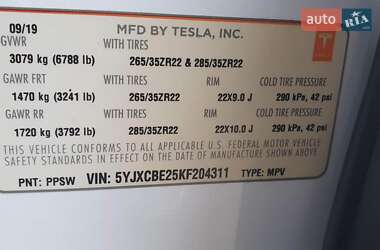 auto RIA
09/19 MFD BY TESLA, INC.
GVWR WITH TIRES
3079 kg (6788 lb) 265/35ZR22 & 285/35ZR22
GAWR FRT WITH TIRES RIM COLD TIRE PRESSURE
1470 kg (3241 lb) 265/35ZR22 22X9.0 J 290 kPa, 42 psi
GAWR RR WITH TIRES RIM COLD TIRE PRESSURE
1720 kg (3792 lb) 285/35ZR22 22X10.0 J 290 kPa, 42 psi
THIS VEHICLE CONFORMS TO ALL APPLICABLE U.S. FEDERAL MOTOR VEHICLE
SAFETY STANDARDS IN EFFECT ON THE DATE OF MANUFACTURE SHOWN ABOVE.
PNT: PPSW VIN: 5YJXCBE25KF204311 TYPE: MPV